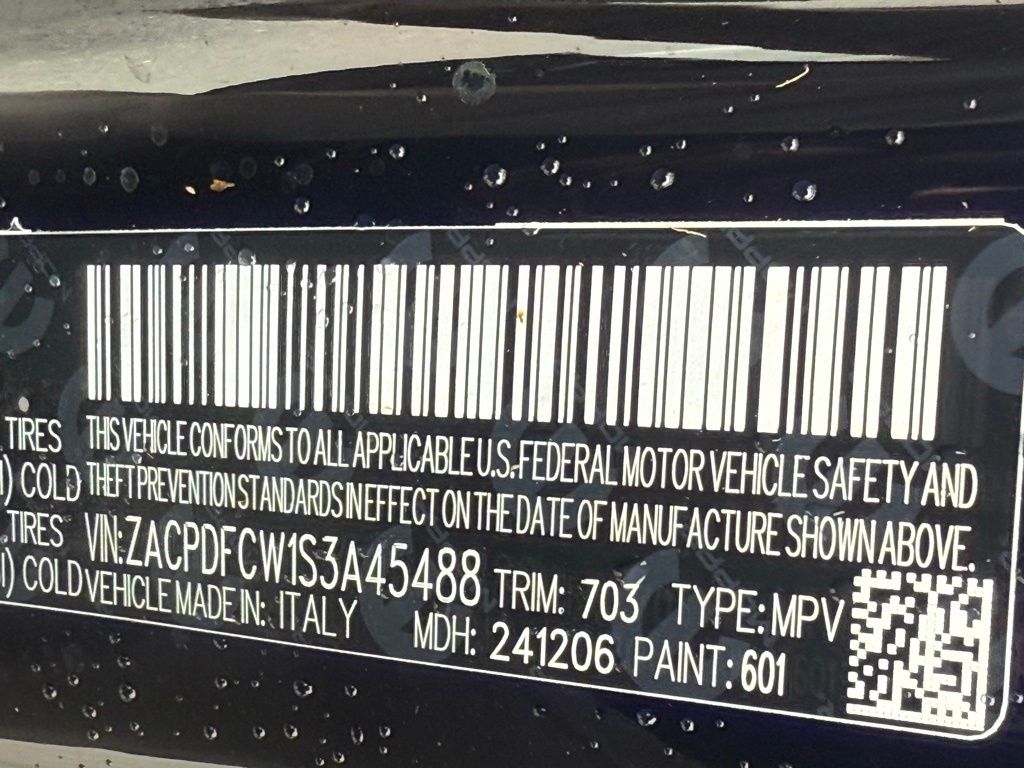 TIRES THIS VEHICLE CONFORMS TO ALL APPLICABLE U.S. FEDERAL MOTOR VEHICLE SAFETY AND
COLD THEFT PREVENTION STANDARDS IN EFFECT ON THE DATE OF MANUFACTURE SHOWN ABOVE.
TIRES VIN: ZACPDFCW1S3A45488 TRIM: 703 TYPE: MPV
COLD VEHICLE MADE IN: ITALY MDH: 241206 PAINT: 601